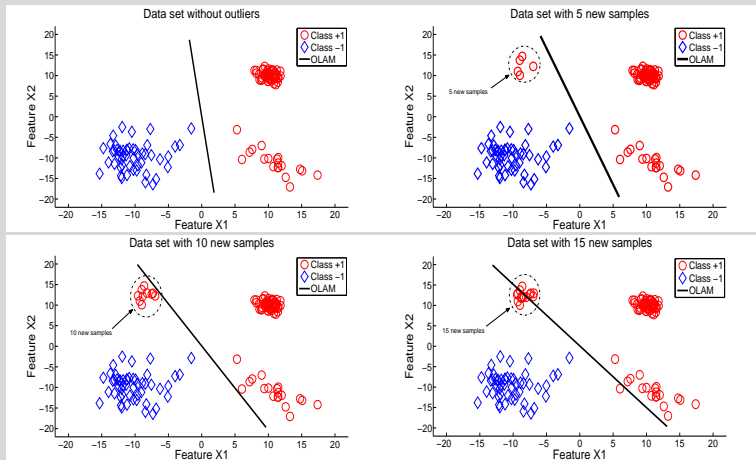 Data set without outliers
Class +1
Class −1
OLAM
Feature X2
20
15
10
5
0
−5
−10
−15
−20
−20 −15 −10 −5 0 5 10 15 20
Feature X1
Data set with 5 new samples
Class +1
Class −1
OLAM
5 new samples
Feature X2
20
15
10
5
0
−5
−10
−15
−20
−20 −15 −10 −5 0 5 10 15 20
Feature X1
Data set with 10 new samples
Class +1
Class −1
OLAM
10 new samples
Feature X2
20
15
10
5
0
−5
−10
−15
−20
−20 −15 −10 −5 0 5 10 15 20
Feature X1
Data set with 15 new samples
Class +1
Class −1
OLAM
15 new samples
Feature X2
20
15
10
5
0
−5
−10
−15
−20
−20 −15 −10 −5 0 5 10 15 20
Feature X1